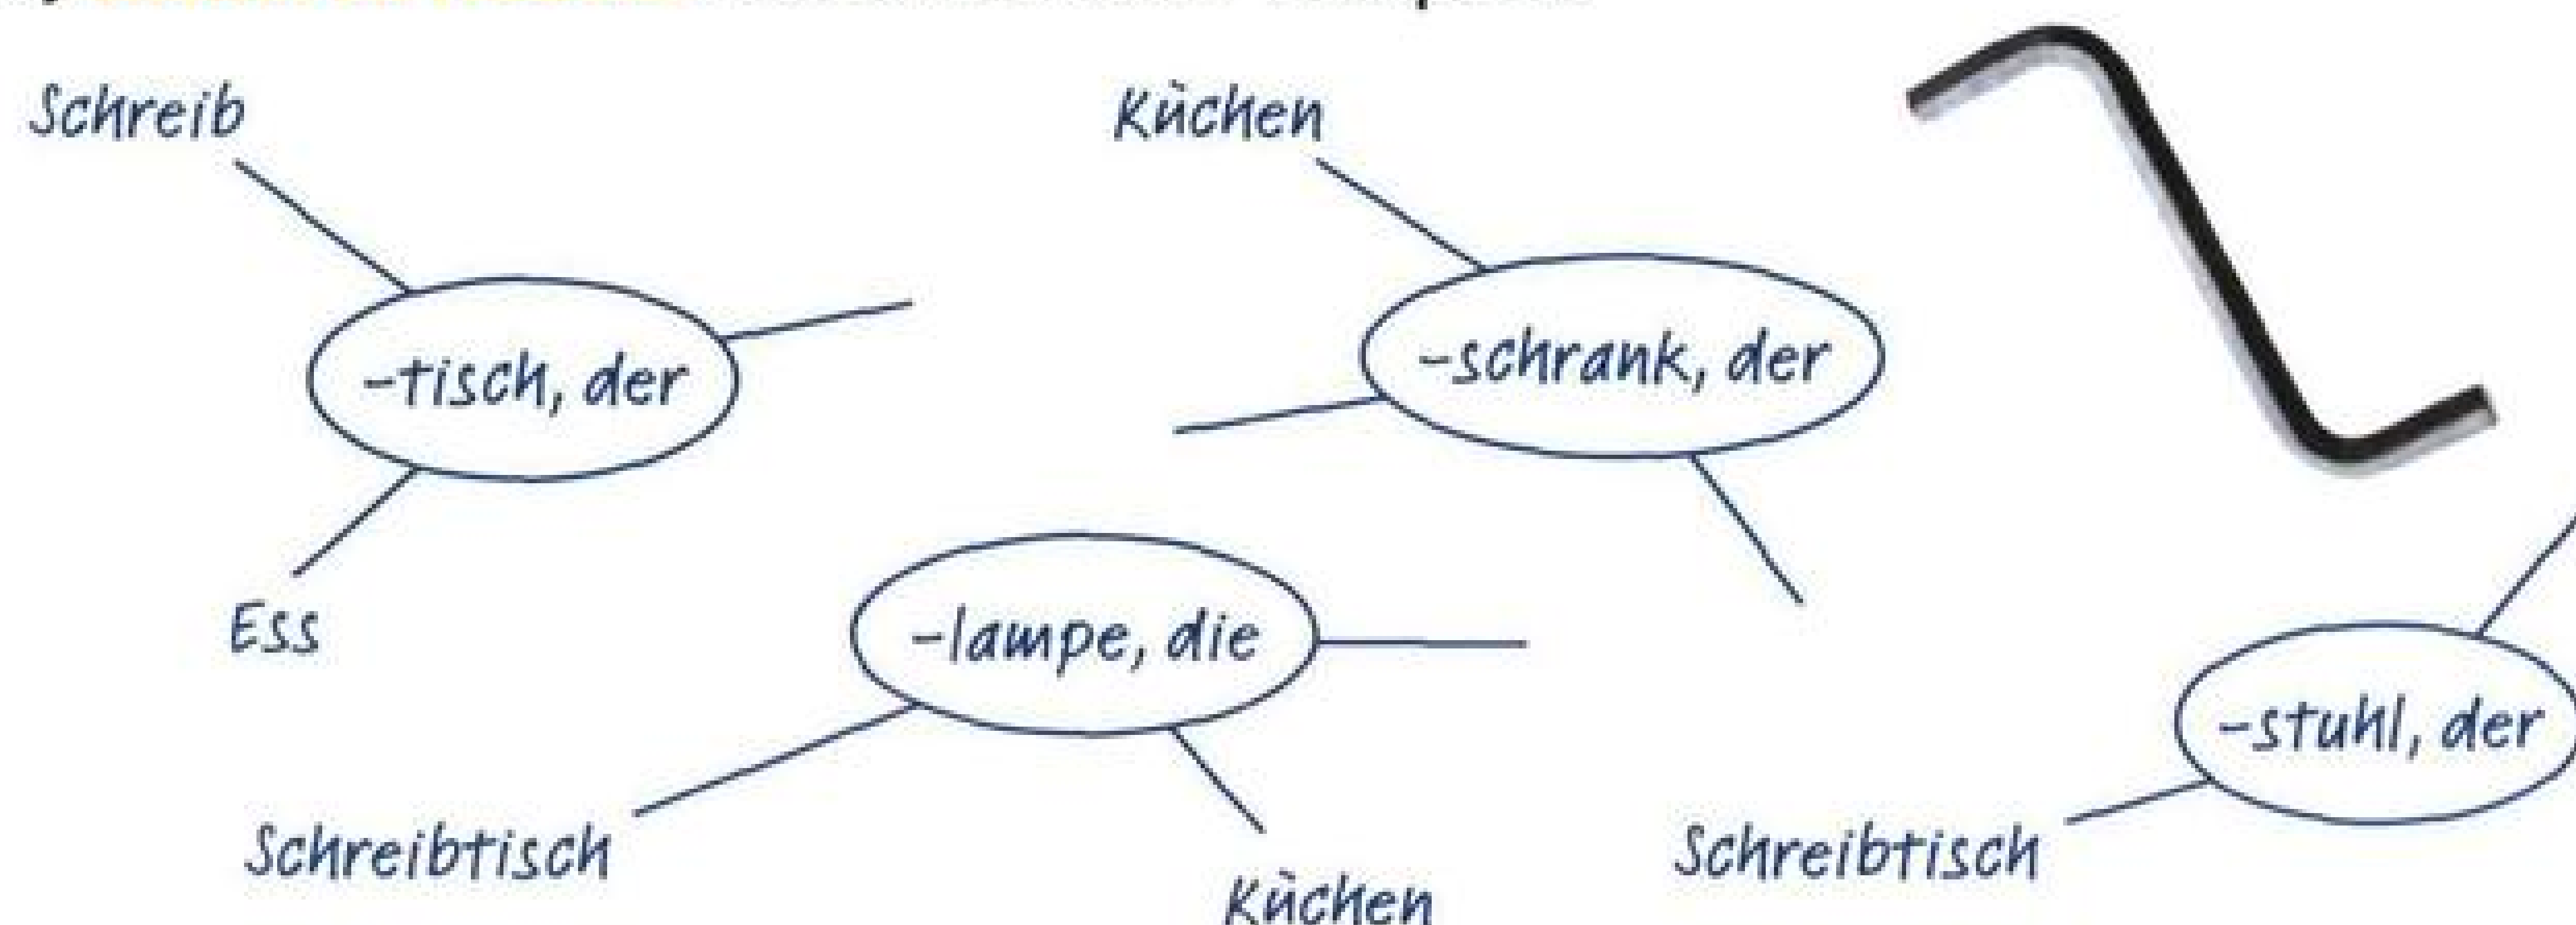 Schreib
Küchen
-tisch, der
-schrank, der
Ess
-lampe, die
-stuhl, der
Schreibtisch
Schreibtisch
Küchen